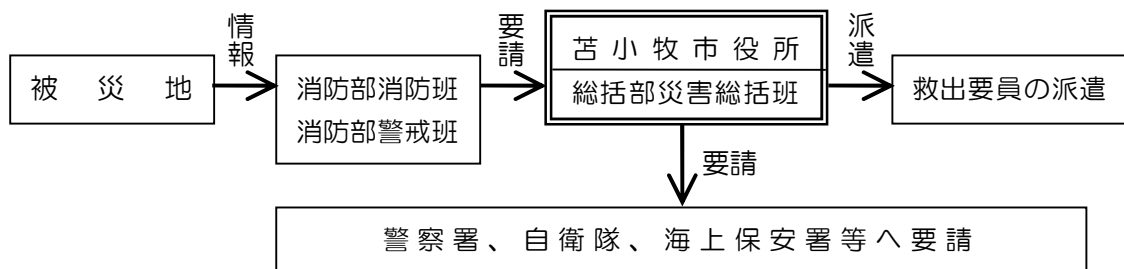 被災地
情報
消防部消防班
消防部警戒班
要請
苫小牧市役所
総括部災害総括班
派遣
救出要員の派遣
要請
警察署、自衛隊、海上保安署等へ要請